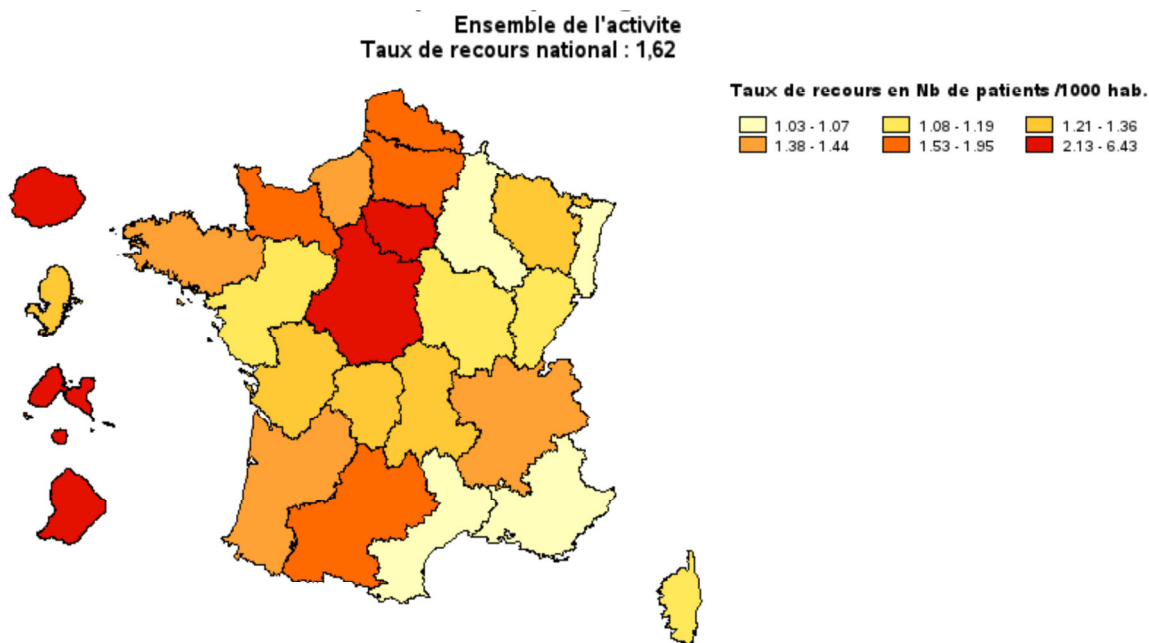 Ensemble de l'activite
Taux de recours national : 1,62
Taux de recours en Nb de patients /1000 hab.
1.03 - 1.07 1.08 - 1.19 1.21 - 1.36
1.38 - 1.44 1.53 - 1.95 2.13 - 6.43